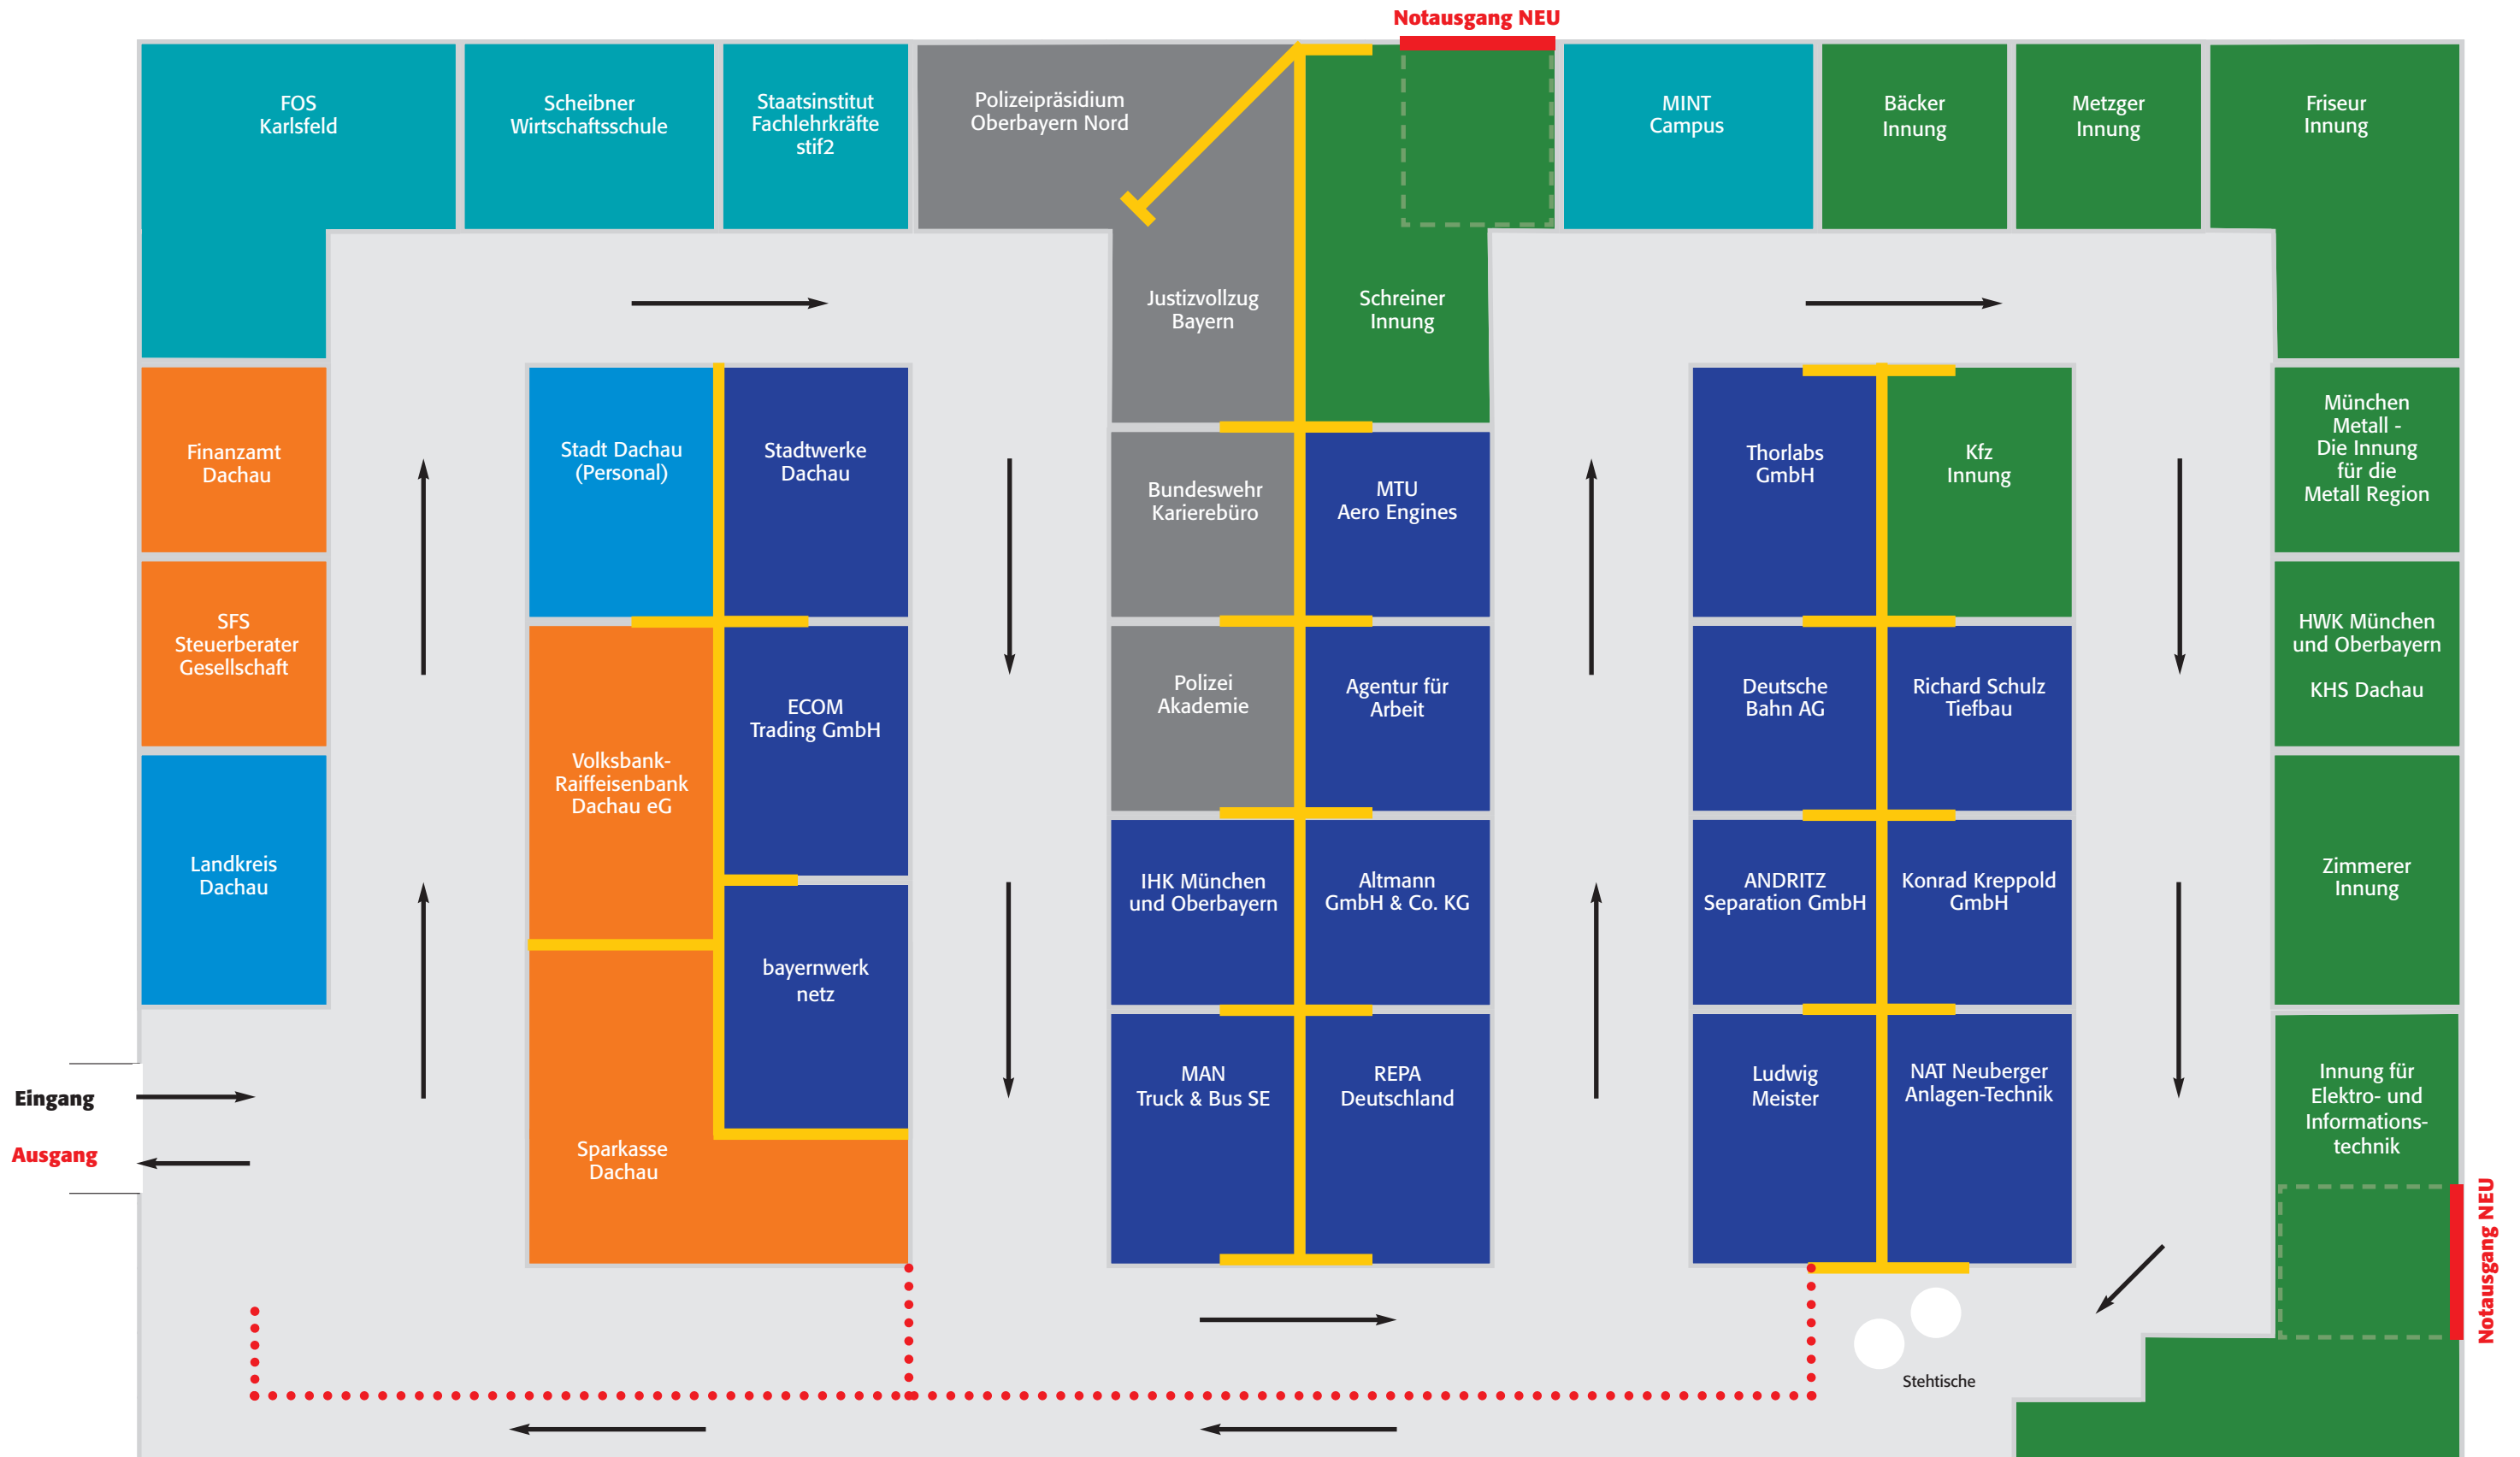 Notausgang NEU
FOS
Karlsfeld
Scheibner
Wirtschaftsschule
Staatsinstitut
Fachlehrkräfte
stif2
Polizeipräsidium
Oberbayern Nord
MINT
Campus
Bäcker
Innung
Metzger
Innung
Friseur
Innung
Justizvollzug
Bayern
Schreiner
Innung
Finanzamt
Dachau
Stadt Dachau
(Personal)
Stadtwerke
Dachau
Bundeswehr
Karierebüro
MTU
Aero Engines
Thorlabs
GmbH
Kfz
Innung
München
Metall -
Die Innung
für die
Metall Region
SFS
Steuerberater
Gesellschaft
Volksbank-
Raiffeisenbank
Dachau eG
ECOM
Trading GmbH
Polizei
Akademie
Agentur für
Arbeit
Deutsche
Bahn AG
Richard Schulz
Tiefbau
HWK München
und Oberbayern
KHS Dachau
Landkreis
Dachau
bayernwerk
netz
IHK München
und Oberbayern
Altmann
GmbH & Co. KG
ANDRITZ
Separation GmbH
Konrad Kreppold
GmbH
Zimmerer
Innung
Eingang
Ausgang
Sparkasse
Dachau
MAN
Truck & Bus SE
REPA
Deutschland
Ludwig
Meister
NAT Neuberger
Anlagen-Technik
Innung für
Elektro- und
Informations-
technik
Notausgang NEU
Stehtische